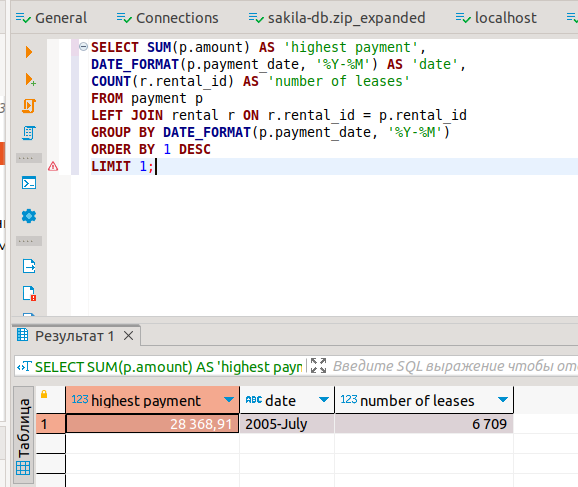 General
Connections
sakila-db.zip_expanded
localhost
SELECT SUM(p.amount) AS 'highest payment',
DATE_FORMAT(p.payment_date, '%Y-%M') AS 'date',
COUNT(r.rental_id) AS 'number of leases'
FROM payment p
LEFT JOIN rental r ON r.rental_id = p.rental_id
GROUP BY DATE_FORMAT(p.payment_date, '%Y-%M')
ORDER BY 1 DESC
LIMIT 1;
Результат 1
SELECT SUM(p.amount) AS 'highest payn
Введите SQL выражение чтобы от
Таблица
123 highest payment
ABC date
123 number of leases
1 28 368,91 2005-July 6 709